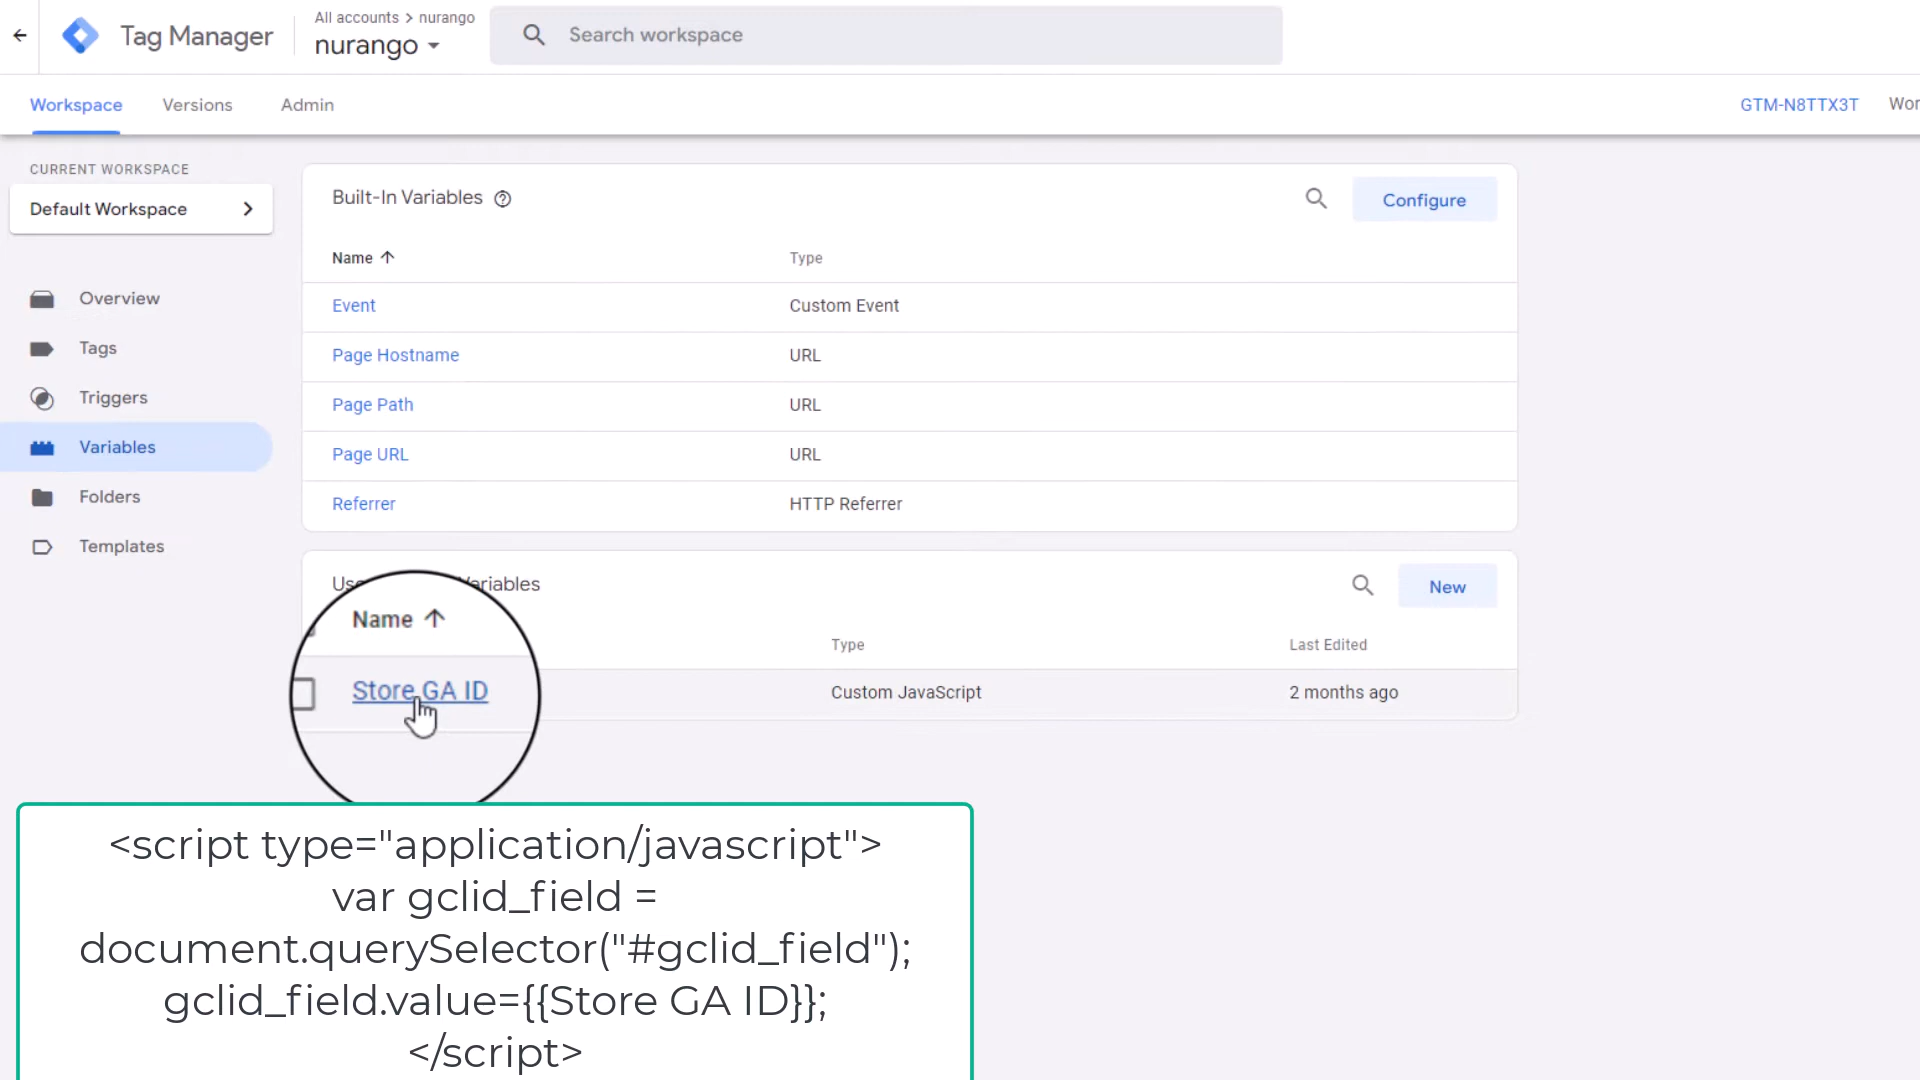 Tag Manager
All accounts > nurango
nurango
Search workspace
Workspace
Versions
Admin
GTM-N8TTX3T
CURRENT WORKSPACE
Default Workspace
Overview
Tags
Triggers
Variables
Folders
Templates
Built-In Variables
Configure
Name
Type
Event
Custom Event
Page Hostname
URL
Page Path
URL
Page URL
URL
Referrer
HTTP Referrer
Variables
New
Name
Type
Last Edited
Store GA ID
Custom JavaScript
2 months ago
<script type="application/javascript">
var gclid_field =
document.querySelector("#gclid_field");
gclid_field.value={{Store GA ID}};
</script>